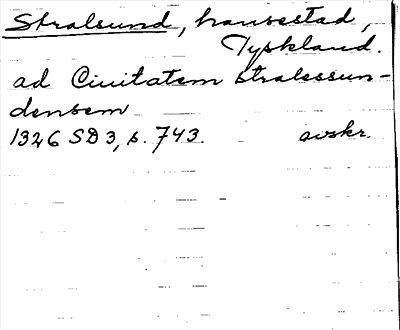 Stralsund, hansestad,
Tyskland.
ad Ciuitatem Stralessun-
densem
1326 SD 3, s. 743. avskr.